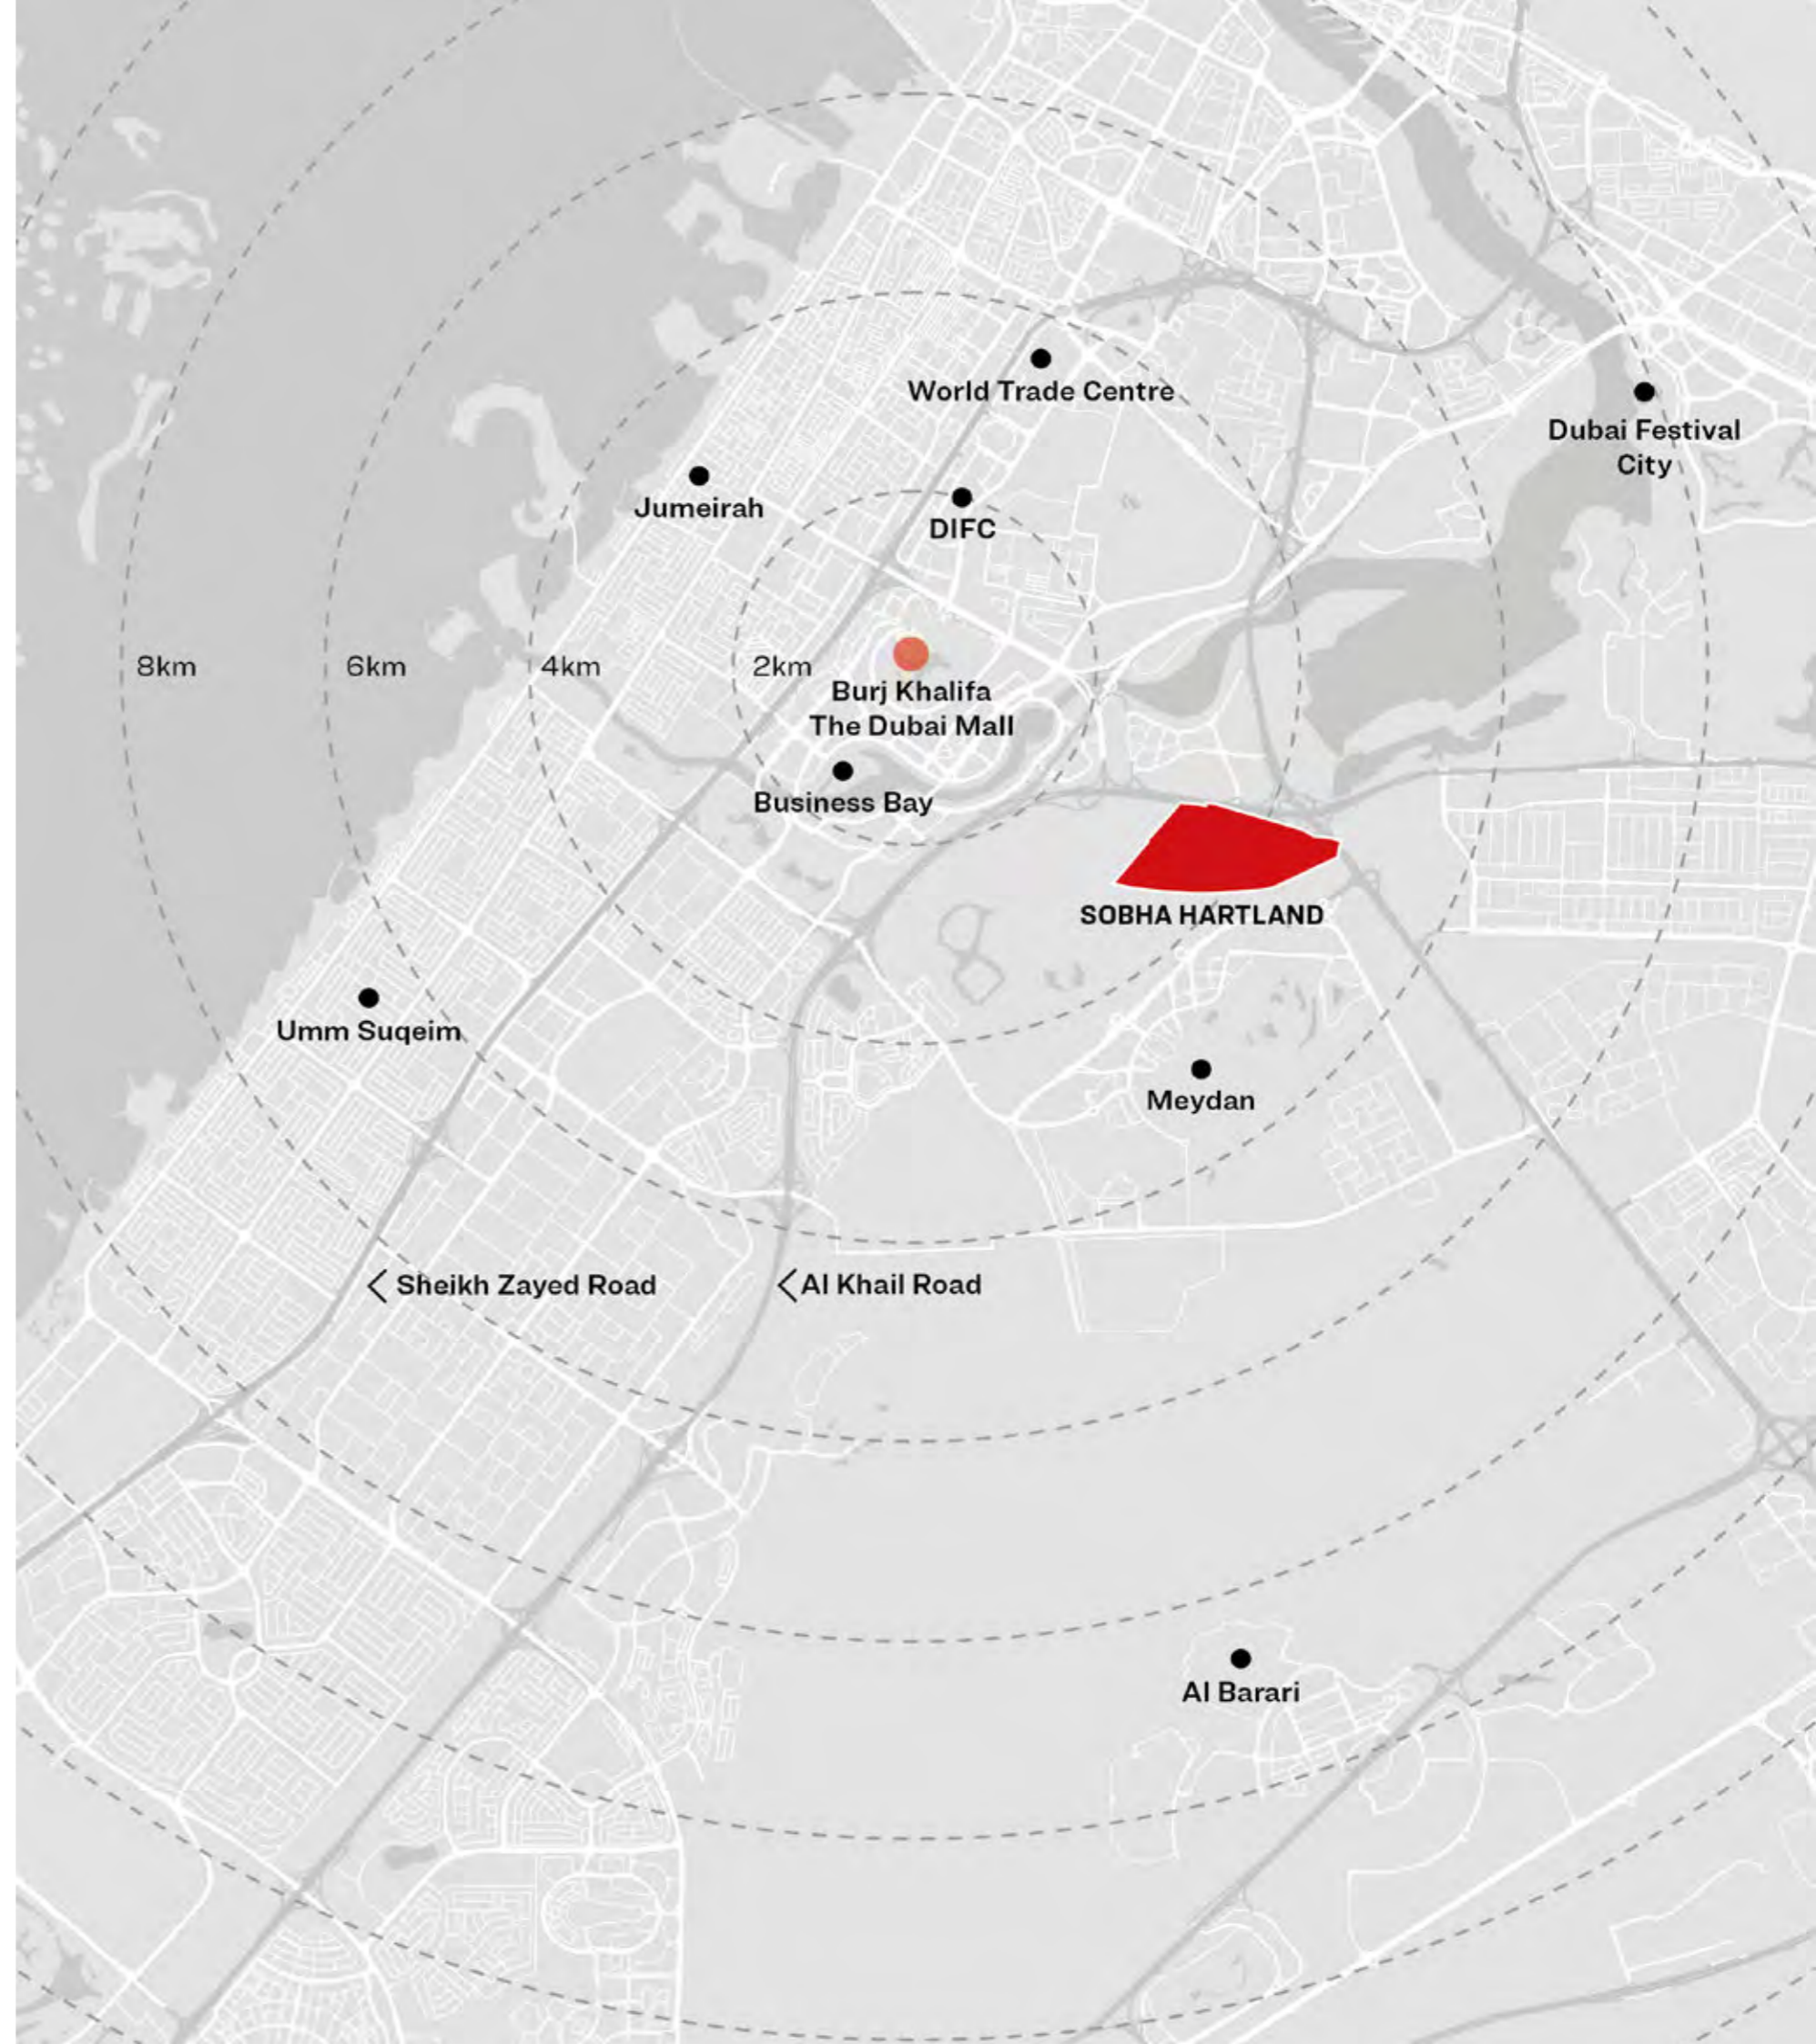 World Trade Centre
Dubai Festival
City
Jumeirah
DIFC
8km
6km
4km
2km
Burj Khalifa
The Dubai Mall
Business Bay
SOBHA HARTLAND
Umm Suqeim
Meydan
Sheikh Zayed Road
Al Khail Road
Al Barari